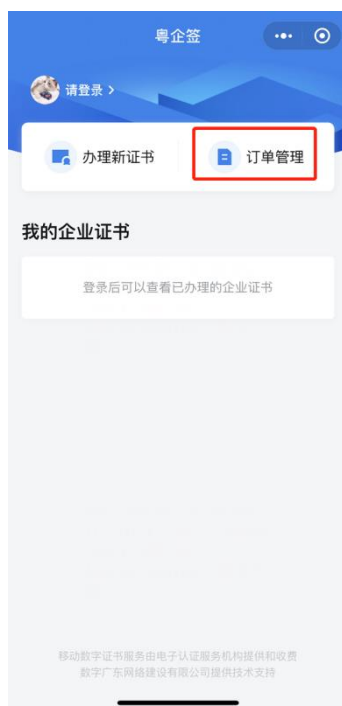 粤企签
请登录 >
办理新证书
订单管理
我的企业证书
登录后可以查看已办理的企业证书
移动数字证书服务由电子认证服务机构提供和收费
数字广东网络建设有限公司提供技术支持